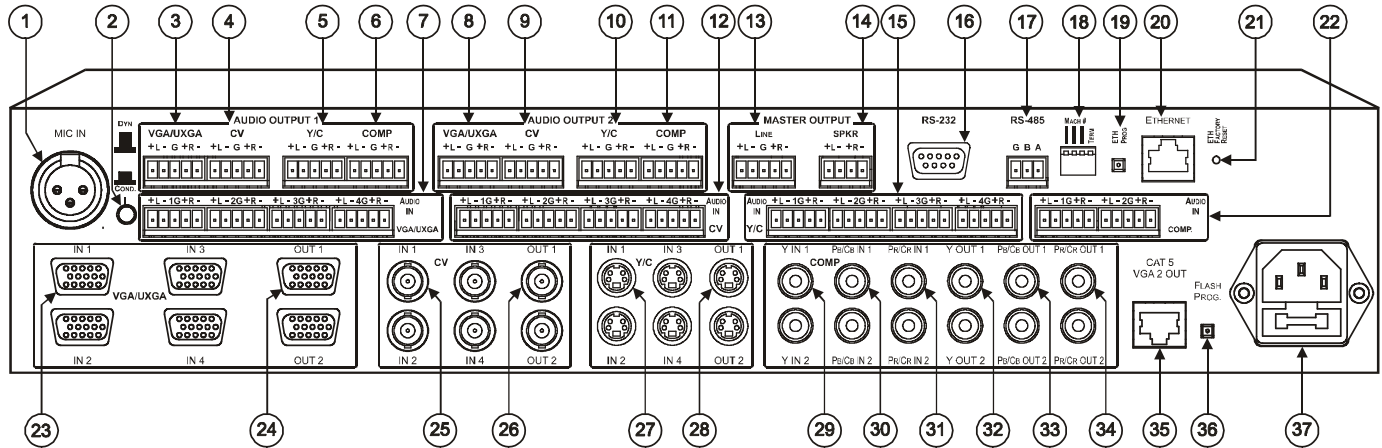 1 2 3 4 5 6 7 8 9 10 11 12 13 14 15 16 17 18 19 20 21 22
MIC IN
DYN
COND.
AUDIO OUTPUT 1
VGA/UXGA CV Y/C COMP
+L - G +R - +L - G +R - +L - G +R - +L - G +R -
AUDIO OUTPUT 2
VGA/UXGA CV Y/C COMP
+L - G +R - +L - G +R - +L - G +R - +L - G +R -
MASTER OUTPUT
LINE SPKR
+L - G +R - +L - +R -
RS-232
RS-485
G B A
MACH #
TERM
ETH
PROG
ETHERNET
ETH
FACTORY
RESET
+L - 1G+R - +L - 2G+R - +L - 3G+R - +L - 4G+R -
AUDIO
IN
VGA/UXGA
+L - 1G+R - +L - 2G+R - +L - 3G+R - +L - 4G+R -
AUDIO
IN
CV
AUDIO
IN
Y/C
+L - 1G+R - +L - 2G+R - +L - 3G+R - +L - 4G+R -
+L - 1G+R - +L - 2G+R -
AUDIO
IN
COMP.
IN 1 IN 3 OUT 1
VGA/UXGA
IN 2 IN 4 OUT 2
IN 1 IN 3 OUT 1
CV
IN 2 IN 4 OUT 2
IN 1 IN 3 OUT 1
Y/C
IN 2 IN 4 OUT 2
Y IN 1 PB/CB IN 1 PR/CR IN 1 Y OUT 1 PB/CB OUT 1 PR/CR OUT 1
COMP
Y IN 2 PB/CB IN 2 PR/CR IN 2 Y OUT 2 PB/CB OUT 2 PR/CR OUT 2
CAT 5
VGA 2 OUT
FLASH
PROG.
23 24 25 26 27 28 29 30 31 32 33 34 35 36 37